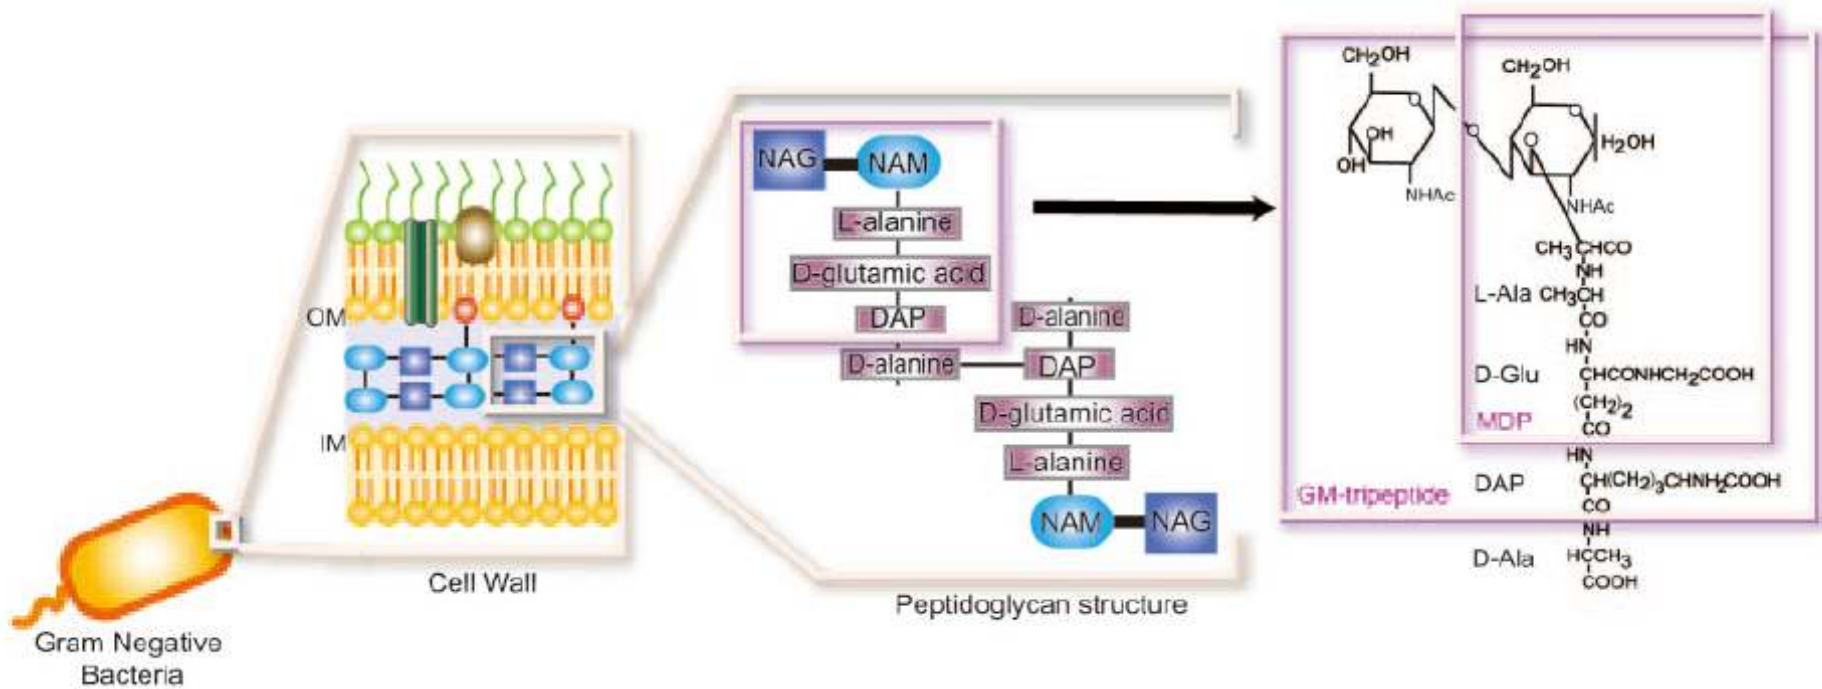 OM
IM
Gram Negative
Bacteria
Cell Wall
NAG
NAM
L-alanine
D-glutamic acid
DAP
D-alanine
D-alanine
DAP
D-glutamic acid
L-alanine
NAM
NAG
Peptidoglycan structure
CH₂OH
OH
OH
NHAc
CH₂OH
H₂OH
NHAc
CH₃CHCO
NH
L-Ala CH₃CH
CO
HN
D-Glu CHCONHCH₂COOH
(CH₂)₂
MDP CO
HN
GM-tripeptide DAP CH(CH₂)₃CHNH₂COOH
CO
NH
D-Ala HCCH₃
COOH